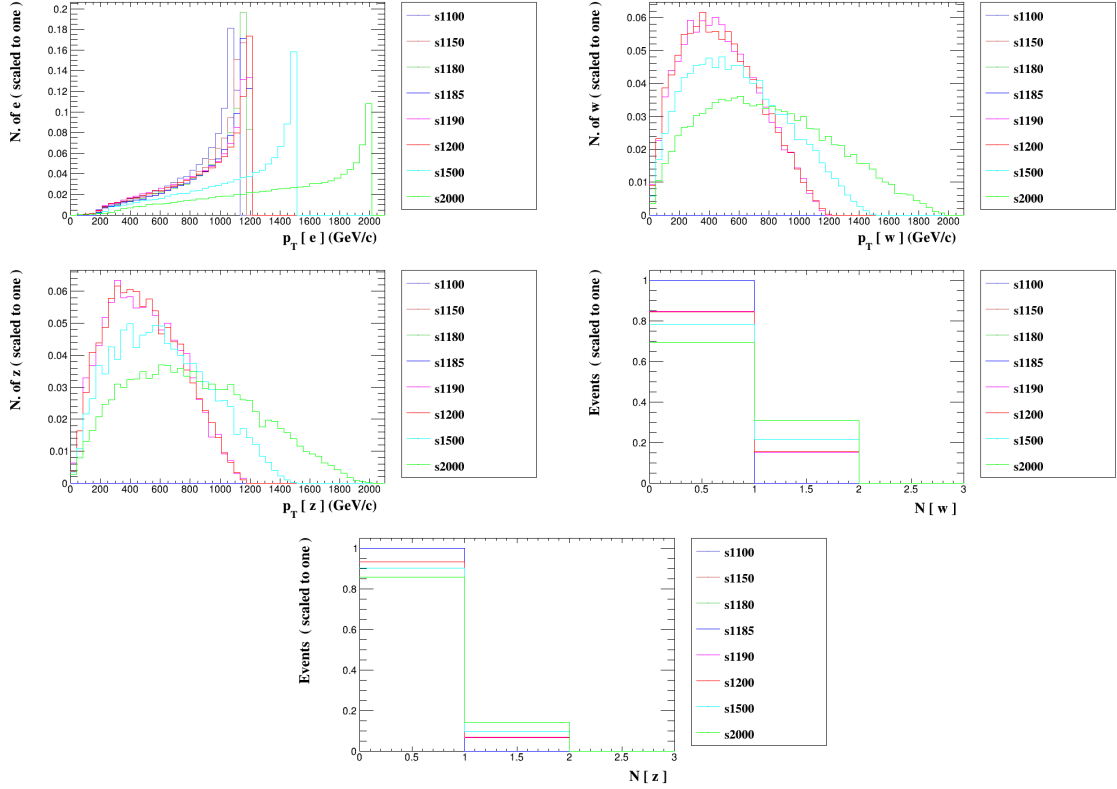 N. of e ( scaled to one )
0.2
0.18
0.16
0.14
0.12
0.1
0.08
0.06
0.04
0.02
0
0 200 400 600 800 1000 1200 1400 1600 1800 2000
p_T [ e ] (GeV/c)
s1100
s1150
s1180
s1185
s1190
s1200
s1500
s2000
N. of w ( scaled to one )
0.06
0.05
0.04
0.03
0.02
0.01
0
0 200 400 600 800 1000 1200 1400 1600 1800 2000
p_T [ w ] (GeV/c)
s1100
s1150
s1180
s1185
s1190
s1200
s1500
s2000
N. of z ( scaled to one )
0.06
0.05
0.04
0.03
0.02
0.01
0
0 200 400 600 800 1000 1200 1400 1600 1800 2000
p_T [ z ] (GeV/c)
s1100
s1150
s1180
s1185
s1190
s1200
s1500
s2000
Events ( scaled to one )
1
0.8
0.6
0.4
0.2
0
0 0.5 1 1.5 2 2.5 3
N [ w ]
s1100
s1150
s1180
s1185
s1190
s1200
s1500
s2000
Events ( scaled to one )
1
0.8
0.6
0.4
0.2
0
0 0.5 1 1.5 2 2.5 3
N [ z ]
s1100
s1150
s1180
s1185
s1190
s1200
s1500
s2000